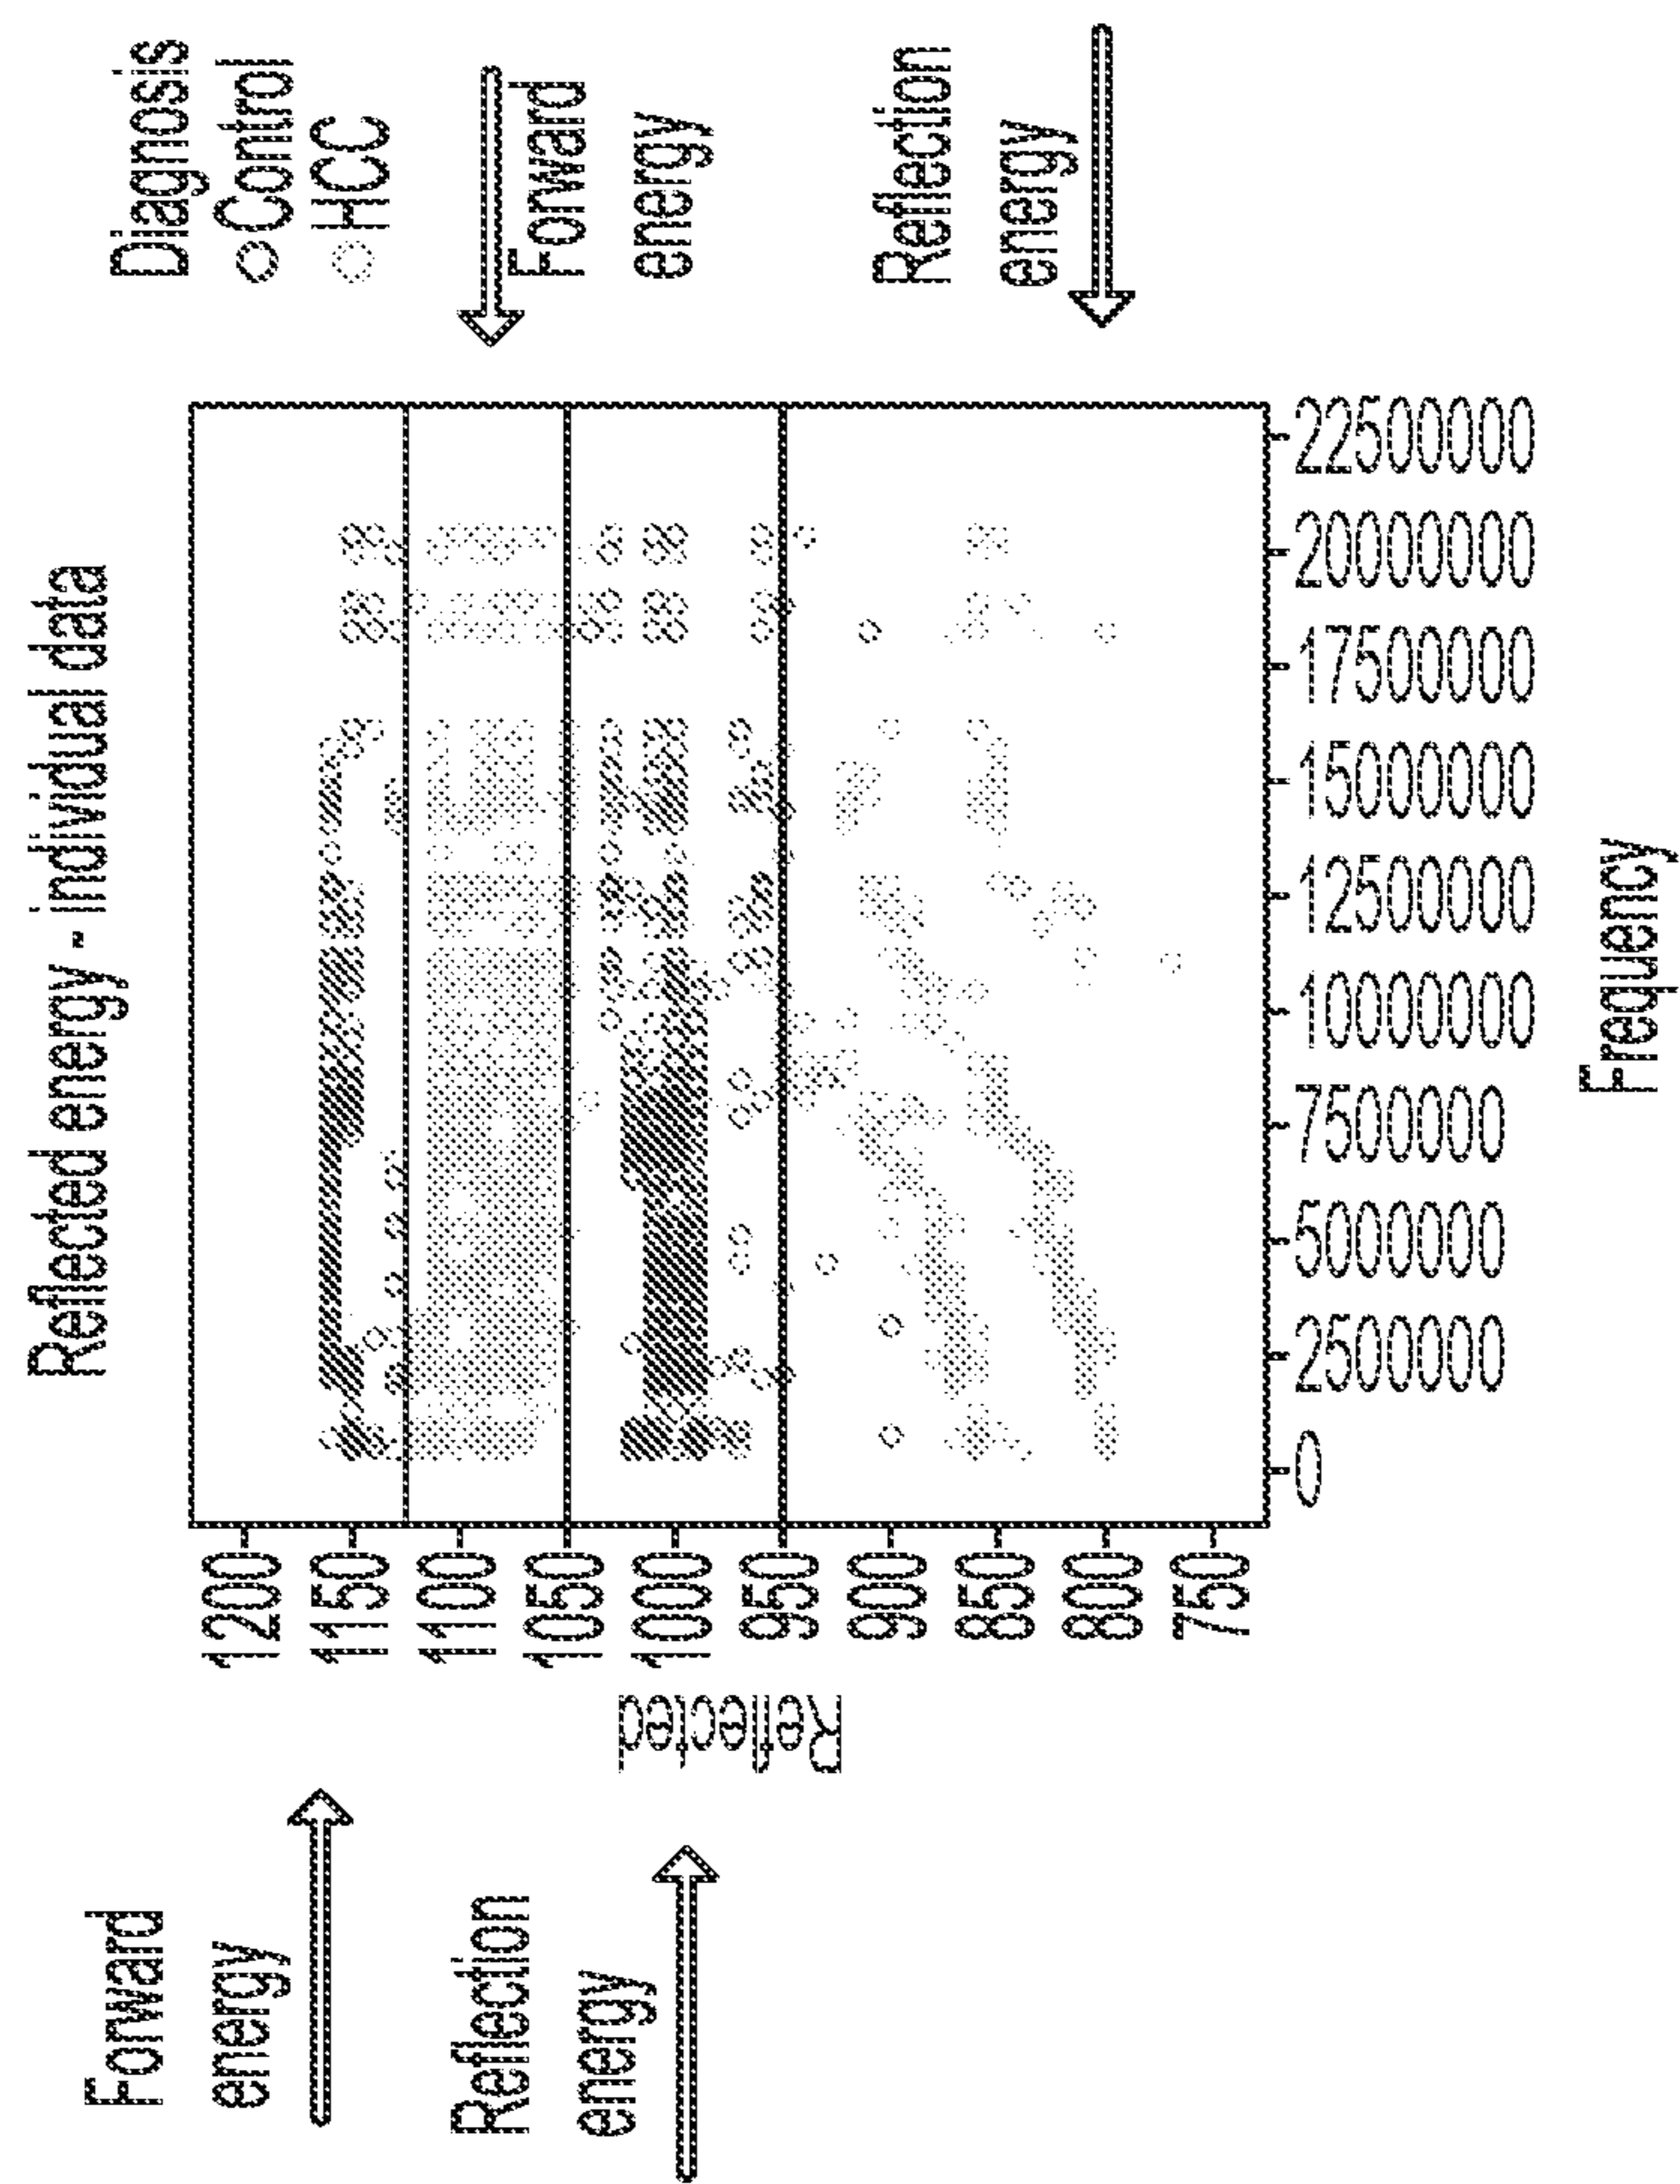 Reflected energy - individual data
Diagnosis
Control
HCC
Forward
energy
Reflection
energy
Forward
energy
Reflection
energy
Reflected
1200
1150
1100
1050
1000
950
900
850
800
750
0
2500000
5000000
7500000
10000000
12500000
15000000
17500000
20000000
22500000
Frequency